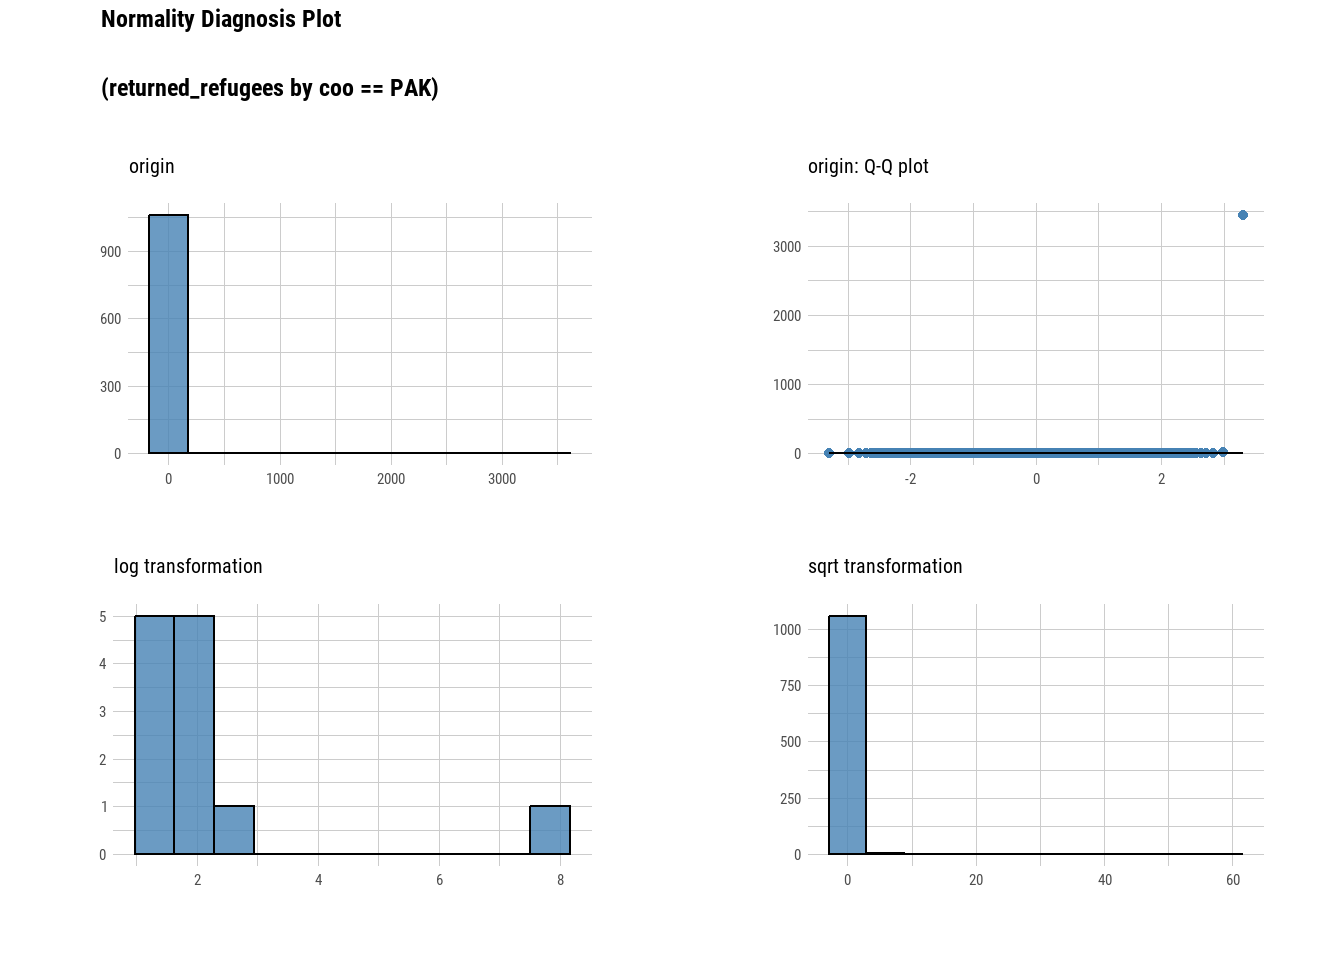 Normality Diagnosis Plot
(returned_refugees by coo == PAK)
origin
900
600
300
0
0 1000 2000 3000
origin: Q-Q plot
3000
2000
1000
0
-2 0 2
log transformation
5
4
3
2
1
0
2 4 6 8
sqrt transformation
1000
750
500
250
0
0 20 40 60